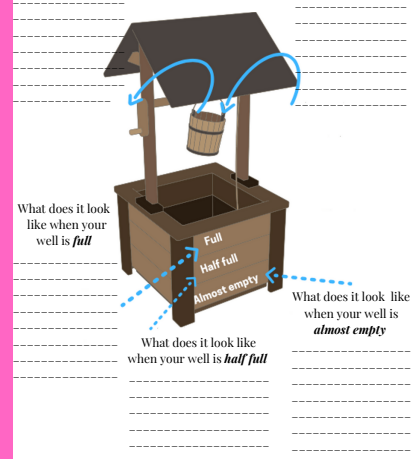 What does it look
like when your
well is full
Full
Half full
Almost empty
What does it look like
when your well is
almost empty
What does it look like
when your well is half full